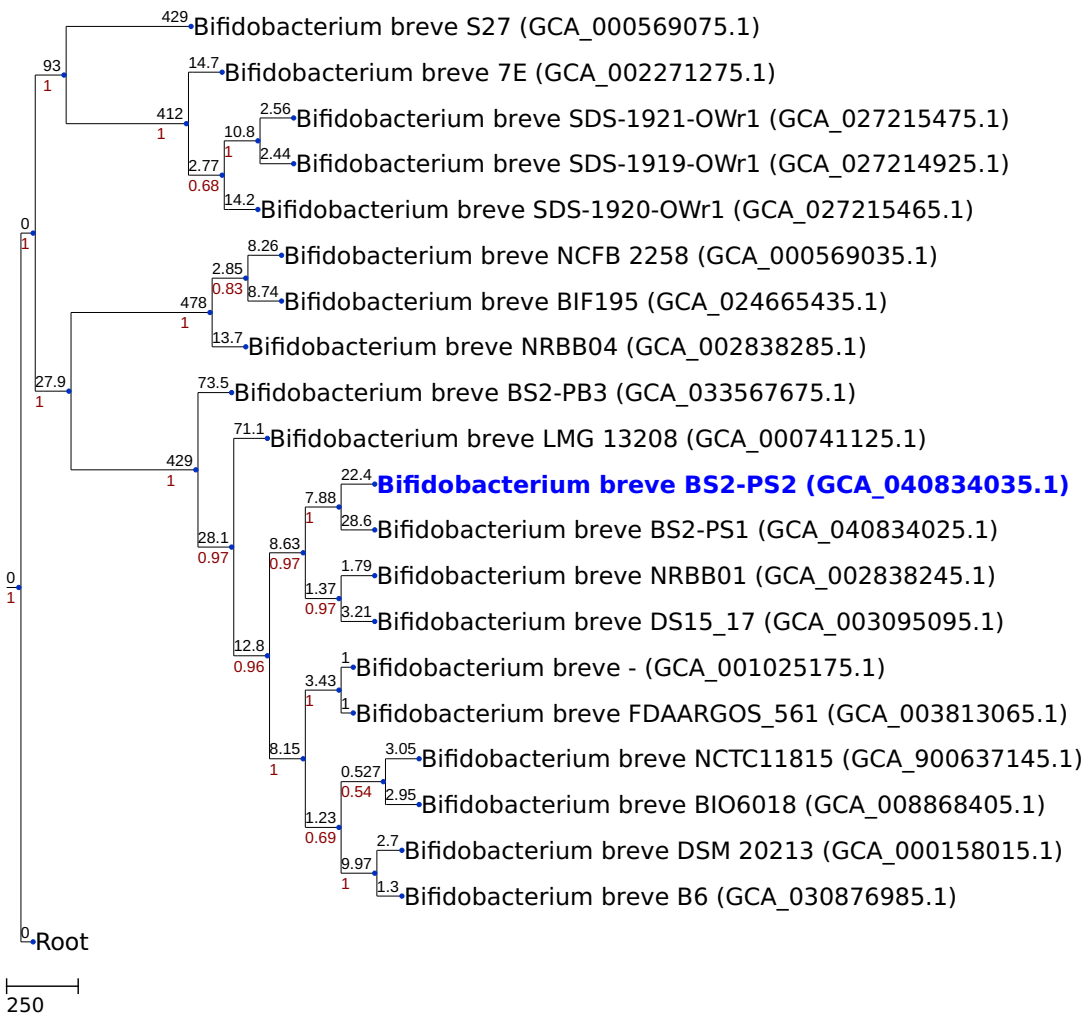 429
Bifidobacterium breve S27 (GCA_000569075.1)
93
1
14.7
Bifidobacterium breve 7E (GCA_002271275.1)
412
1
2.56
Bifidobacterium breve SDS-1921-OWr1 (GCA_027215475.1)
10.8
1
2.44
Bifidobacterium breve SDS-1919-OWr1 (GCA_027214925.1)
2.77
0.68
14.2
Bifidobacterium breve SDS-1920-OWr1 (GCA_027215465.1)
0
1
8.26
Bifidobacterium breve NCFB 2258 (GCA_000569035.1)
2.85
0.83
8.74
Bifidobacterium breve BIF195 (GCA_024665435.1)
478
1
13.7
Bifidobacterium breve NRBB04 (GCA_002838285.1)
27.9
1
73.5
Bifidobacterium breve BS2-PB3 (GCA_033567675.1)
71.1
Bifidobacterium breve LMG 13208 (GCA_000741125.1)
429
1
22.4
Bifidobacterium breve BS2-PS2 (GCA_040834035.1)
7.88
1
28.6
Bifidobacterium breve BS2-PS1 (GCA_040834025.1)
28.1
0.97
8.63
0.97
1.79
Bifidobacterium breve NRBB01 (GCA_002838245.1)
0
1
1.37
0.97
3.21
Bifidobacterium breve DS15_17 (GCA_003095095.1)
12.8
0.96
1
Bifidobacterium breve - (GCA_001025175.1)
3.43
1
1
Bifidobacterium breve FDAARGOS_561 (GCA_003813065.1)
8.15
1
3.05
Bifidobacterium breve NCTC11815 (GCA_900637145.1)
0.527
0.54
2.95
Bifidobacterium breve BIO6018 (GCA_008868405.1)
1.23
0.69
2.7
Bifidobacterium breve DSM 20213 (GCA_000158015.1)
9.97
1
1.3
Bifidobacterium breve B6 (GCA_030876985.1)
0
Root
250